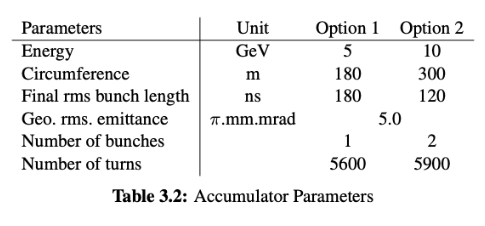 Parameters Unit Option 1 Option 2
Energy GeV 5 10
Circumference m 180 300
Final rms bunch length ns 180 120
Geo. rms. emittance π.mm.mrad 5.0
Number of bunches 1 2
Number of turns 5600 5900
Table 3.2: Accumulator Parameters